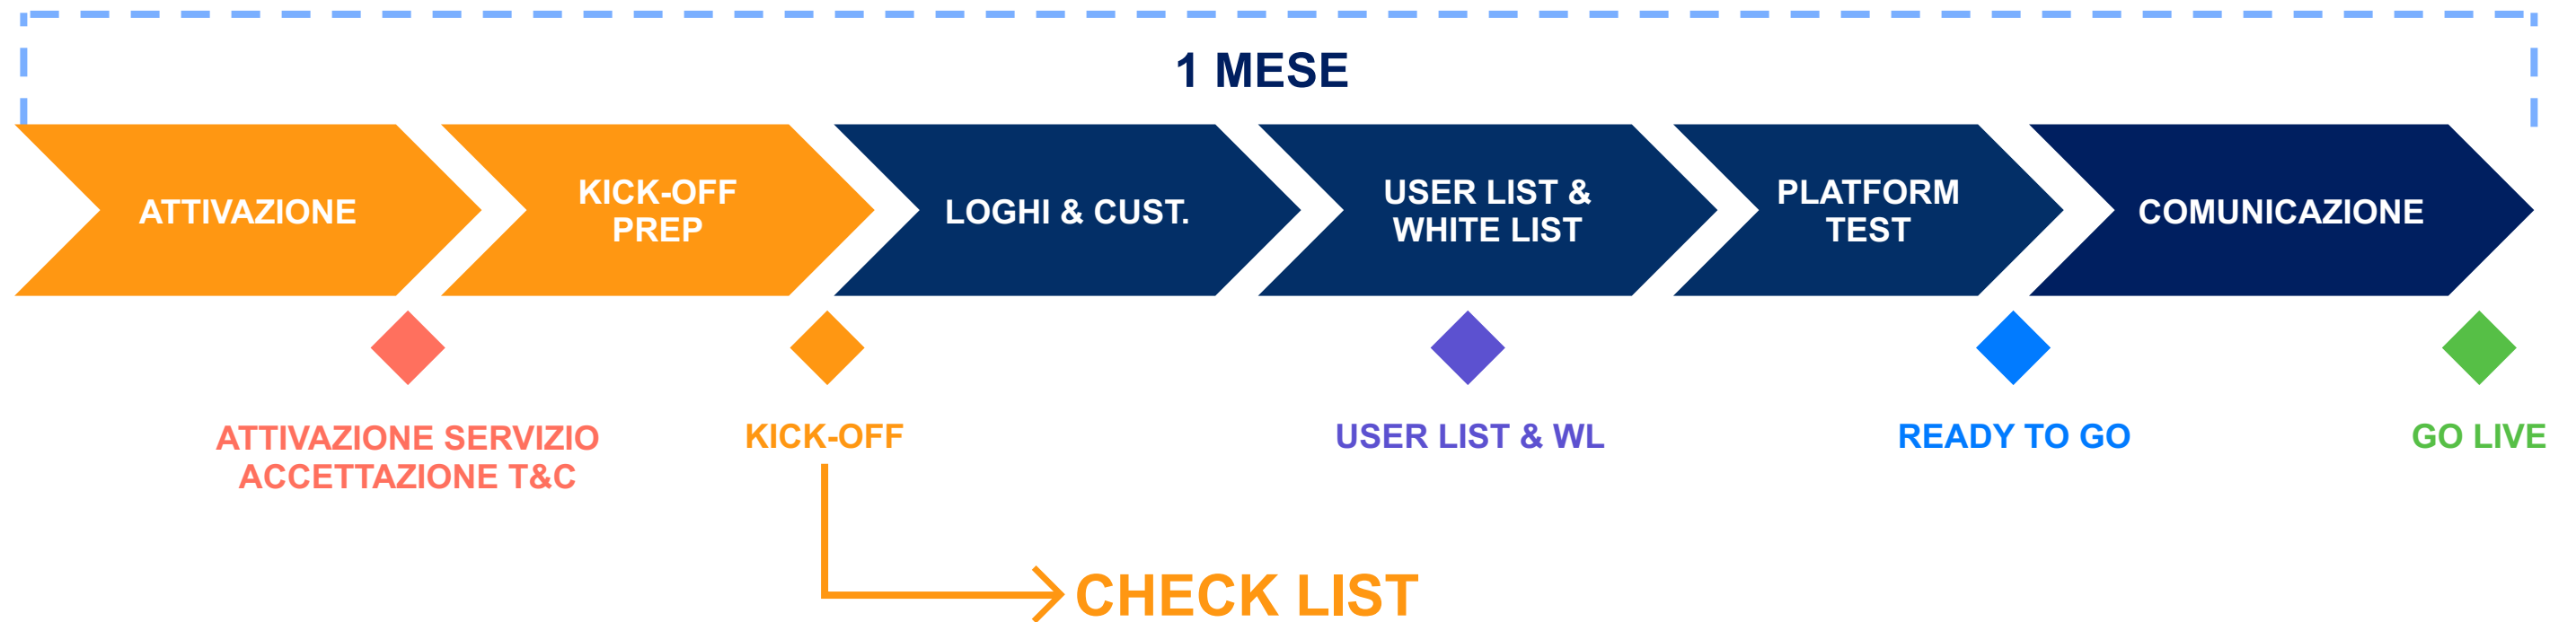 1 MESE
ATTIVAZIONE
KICK-OFF
PREP
LOGHI & CUST.
USER LIST &
WHITE LIST
PLATFORM
TEST
COMUNICAZIONE
ATTIVAZIONE SERVIZIO
ACCETTAZIONE T&C
KICK-OFF
USER LIST & WL
READY TO GO
GO LIVE
CHECK LIST